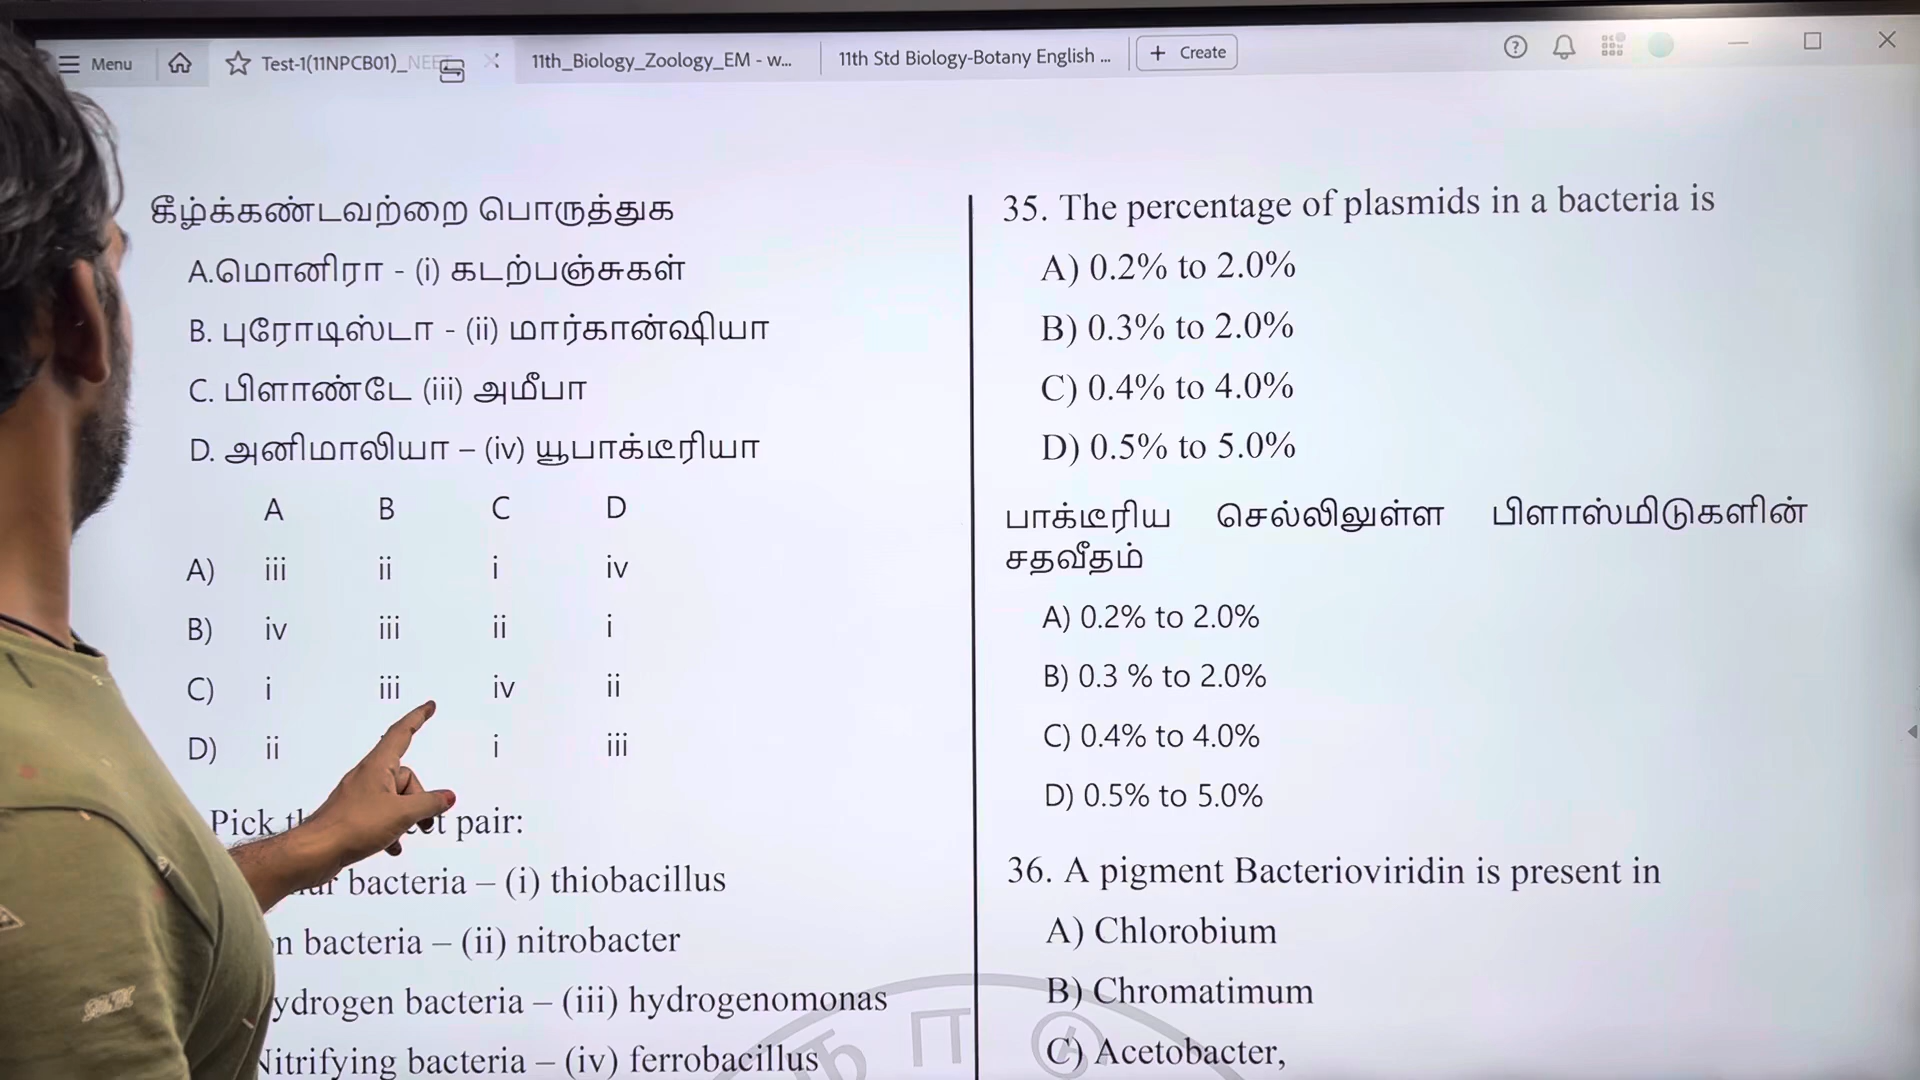 Menu
Test-1(11NPCB01)_NEET
11th_Biology_Zoology_EM - w...
11th Std Biology-Botany English ...
+ Create
கீழ்க்கண்டவற்றை பொருத்துக
A.மொனிரா - (i) கடற்பஞ்சுகள்
B. புரோடிஸ்டா - (ii) மார்கான்ஷியா
C. பிளாண்டே (iii) அமீபா
D. அனிமாலியா – (iv) யூபாக்டீரியா
A B C D
A) iii ii i iv
B) iv iii ii i
C) i iii iv ii
D) ii i iii
Pick pair:
bacteria – (i) thiobacillus
bacteria – (ii) nitrobacter
ydrogen bacteria – (iii) hydrogenomonas
Nitrifying bacteria – (iv) ferrobacillus
35. The percentage of plasmids in a bacteria is
A) 0.2% to 2.0%
B) 0.3% to 2.0%
C) 0.4% to 4.0%
D) 0.5% to 5.0%
பாக்டீரிய செல்லிலுள்ள பிளாஸ்மிடுகளின்
சதவீதம்
A) 0.2% to 2.0%
B) 0.3 % to 2.0%
C) 0.4% to 4.0%
D) 0.5% to 5.0%
36. A pigment Bacterioviridin is present in
A) Chlorobium
B) Chromatimum
C) Acetobacter,